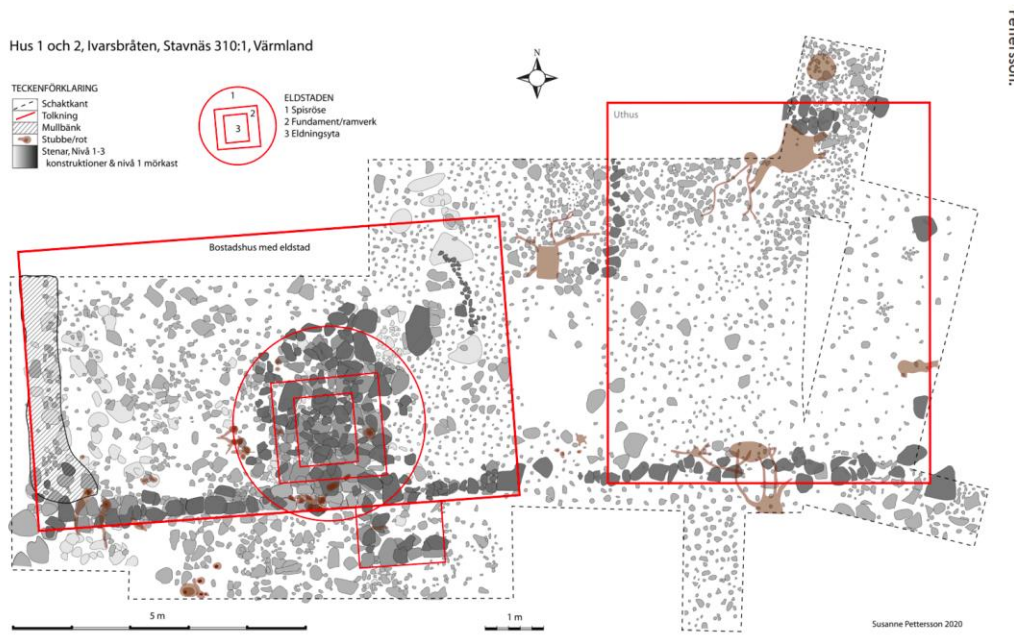 Hus 1 och 2, Ivarsbråten, Stavnäs 310:1, Värmland
TECKENFÖRKLARING
Schaktkant
Tolkning
Mullbänk
Stubbe/rot
Stenar, Nivå 1-3
konstruktioner & nivå 1 mörkast
1
2
3
ELDSTADEN
1 Spisröse
2 Fundament/ramverk
3 Eldningsyta
N
Uthus
Bostadshus med eldstad
5 m
1 m
Susanne Pettersson 2020